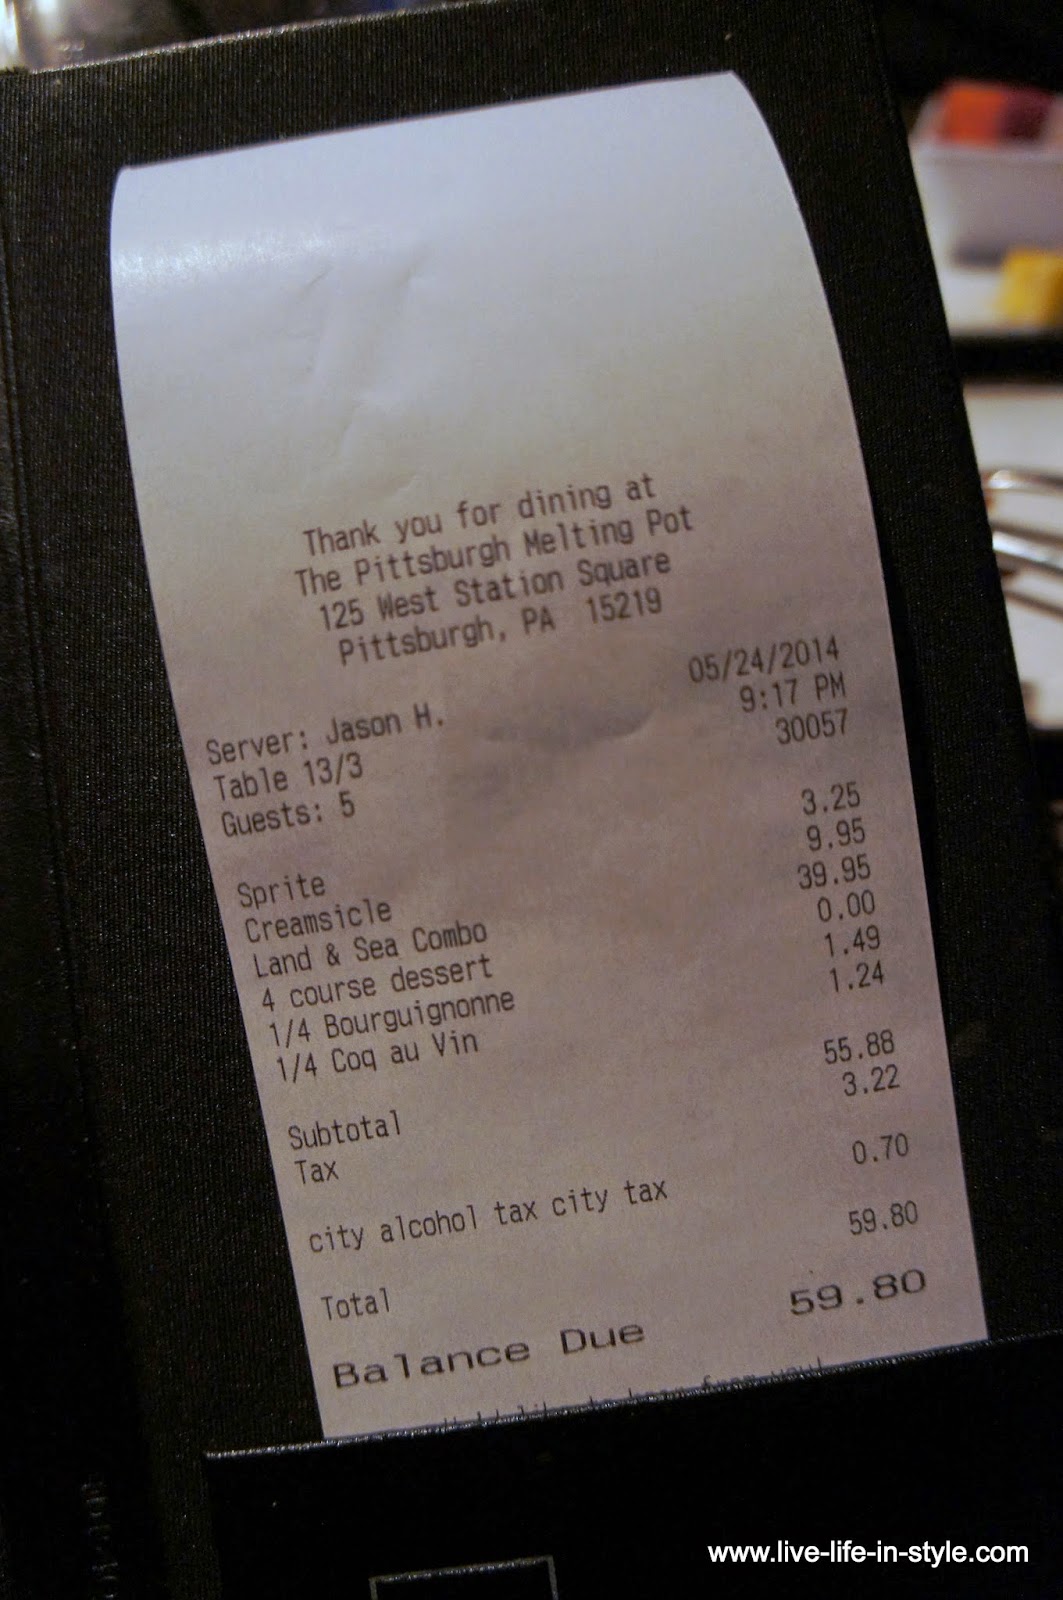 Thank you for dining at
The Pittsburgh Melting Pot
125 West Station Square
Pittsburgh, PA 15219
05/24/2014
Server: Jason H. 9:17 PM
Table 13/3 30057
Guests: 5
Sprite 3.25
Creamsicle 9.95
Land & Sea Combo 39.95
4 course dessert 0.00
1/4 Bourguignonne 1.49
1/4 Coq au Vin 1.24
Subtotal 55.88
Tax 3.22
city alcohol tax city tax 0.70
Total 59.80
Balance Due 59.80
www.live-life-in-style.com